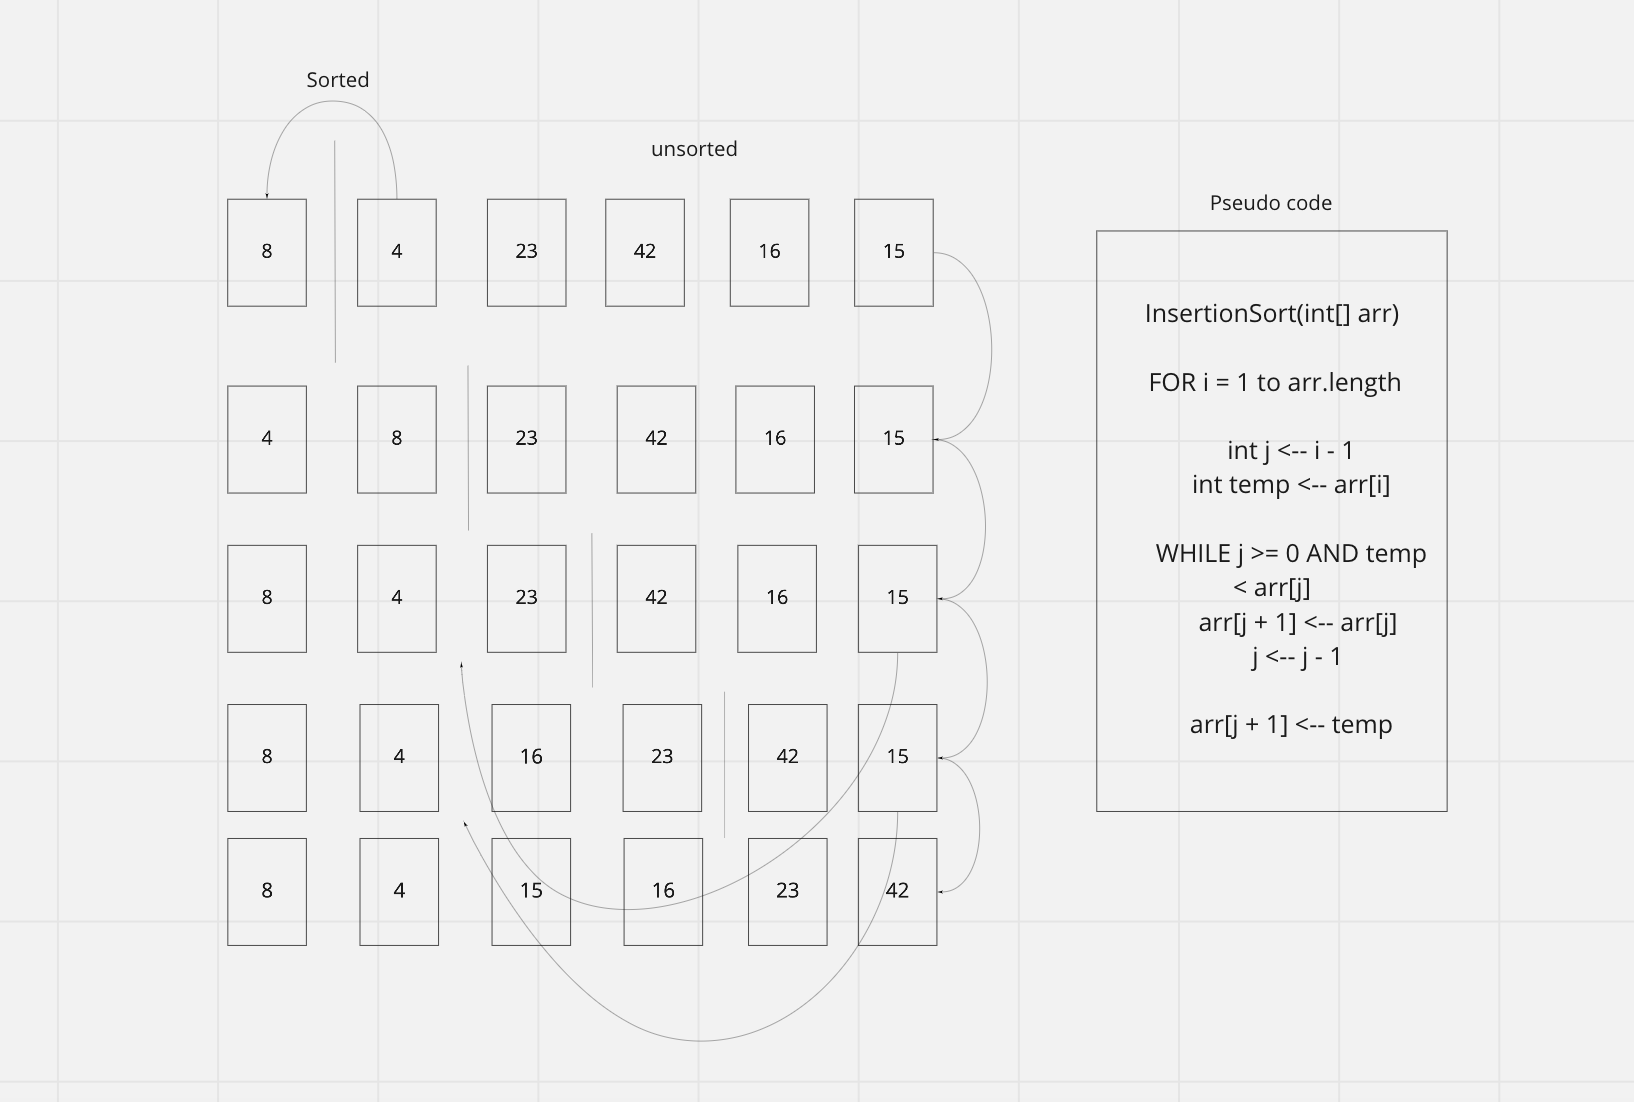 Sorted
unsorted
8 4 23 42 16 15
4 8 23 42 16 15
8 4 23 42 16 15
8 4 16 23 42 15
8 4 15 16 23 42
Pseudo code
InsertionSort(int[] arr)
FOR i = 1 to arr.length
int j <-- i - 1
int temp <-- arr[i]
WHILE j >= 0 AND temp
< arr[j]
arr[j + 1] <-- arr[j]
j <-- j - 1
arr[j + 1] <-- temp